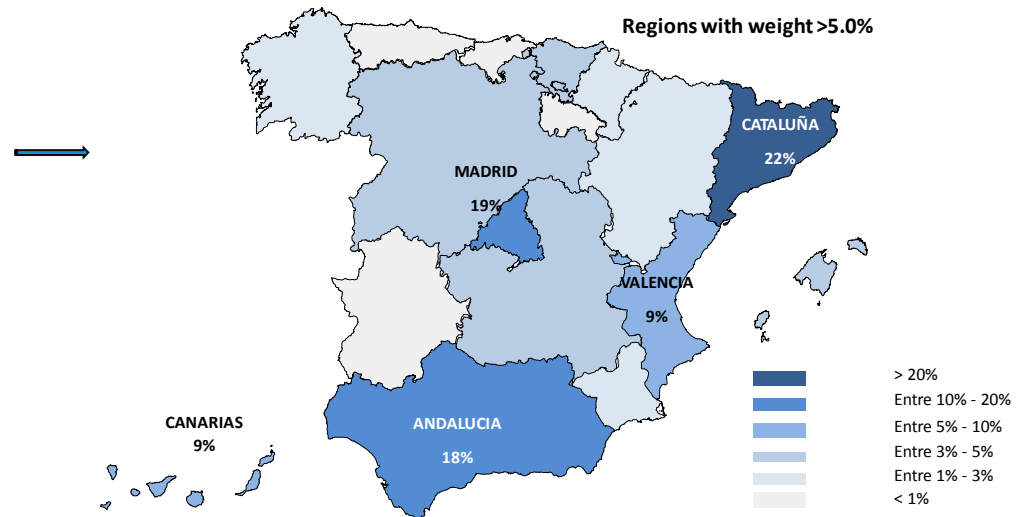 Regions with weight >5.0%
CATALUÑA
22%
MADRID
19%
VALENCIA
9%
ANDALUCIA
18%
CANARIAS
9%
> 20%
Entre 10% - 20%
Entre 5% - 10%
Entre 3% - 5%
Entre 1% - 3%
< 1%